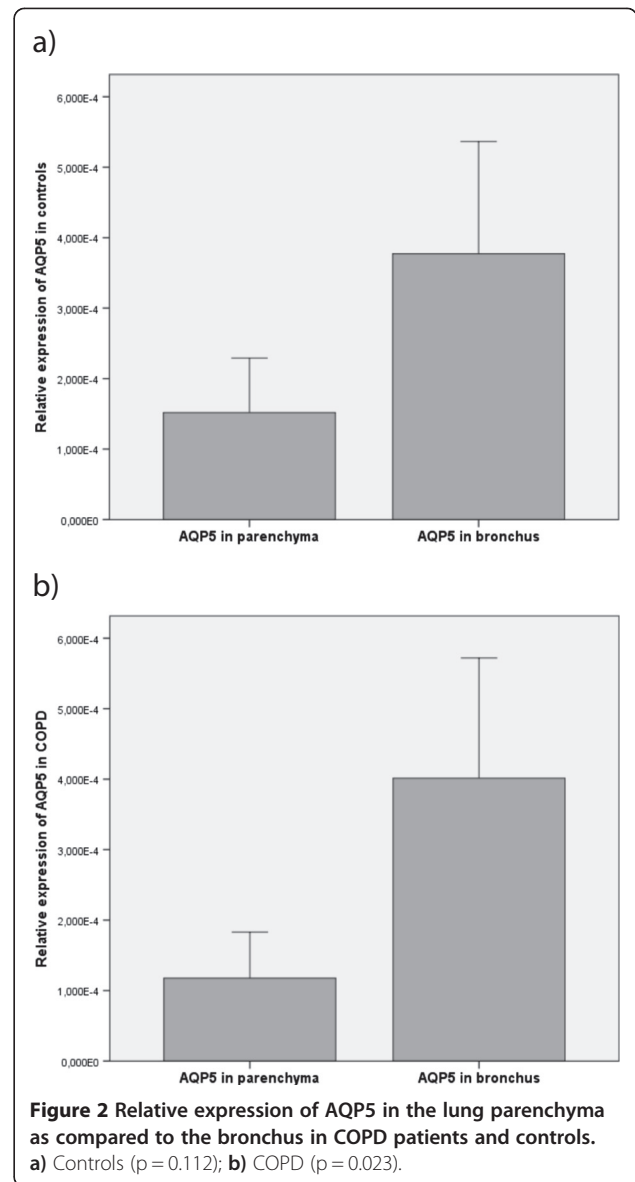 a)
6,000E-4
5,000E-4
4,000E-4
3,000E-4
2,000E-4
1,000E-4
0,000E0
Relative expression of AQP5 in controls
AQP5 in parenchyma AQP5 in bronchus
b)
6,000E-4
5,000E-4
4,000E-4
3,000E-4
2,000E-4
1,000E-4
0,000E0
Relative expression of AQP5 in COPD
AQP5 in parenchyma AQP5 in bronchus
Figure 2 Relative expression of AQP5 in the lung parenchyma
as compared to the bronchus in COPD patients and controls.
a) Controls (p = 0.112); b) COPD (p = 0.023).